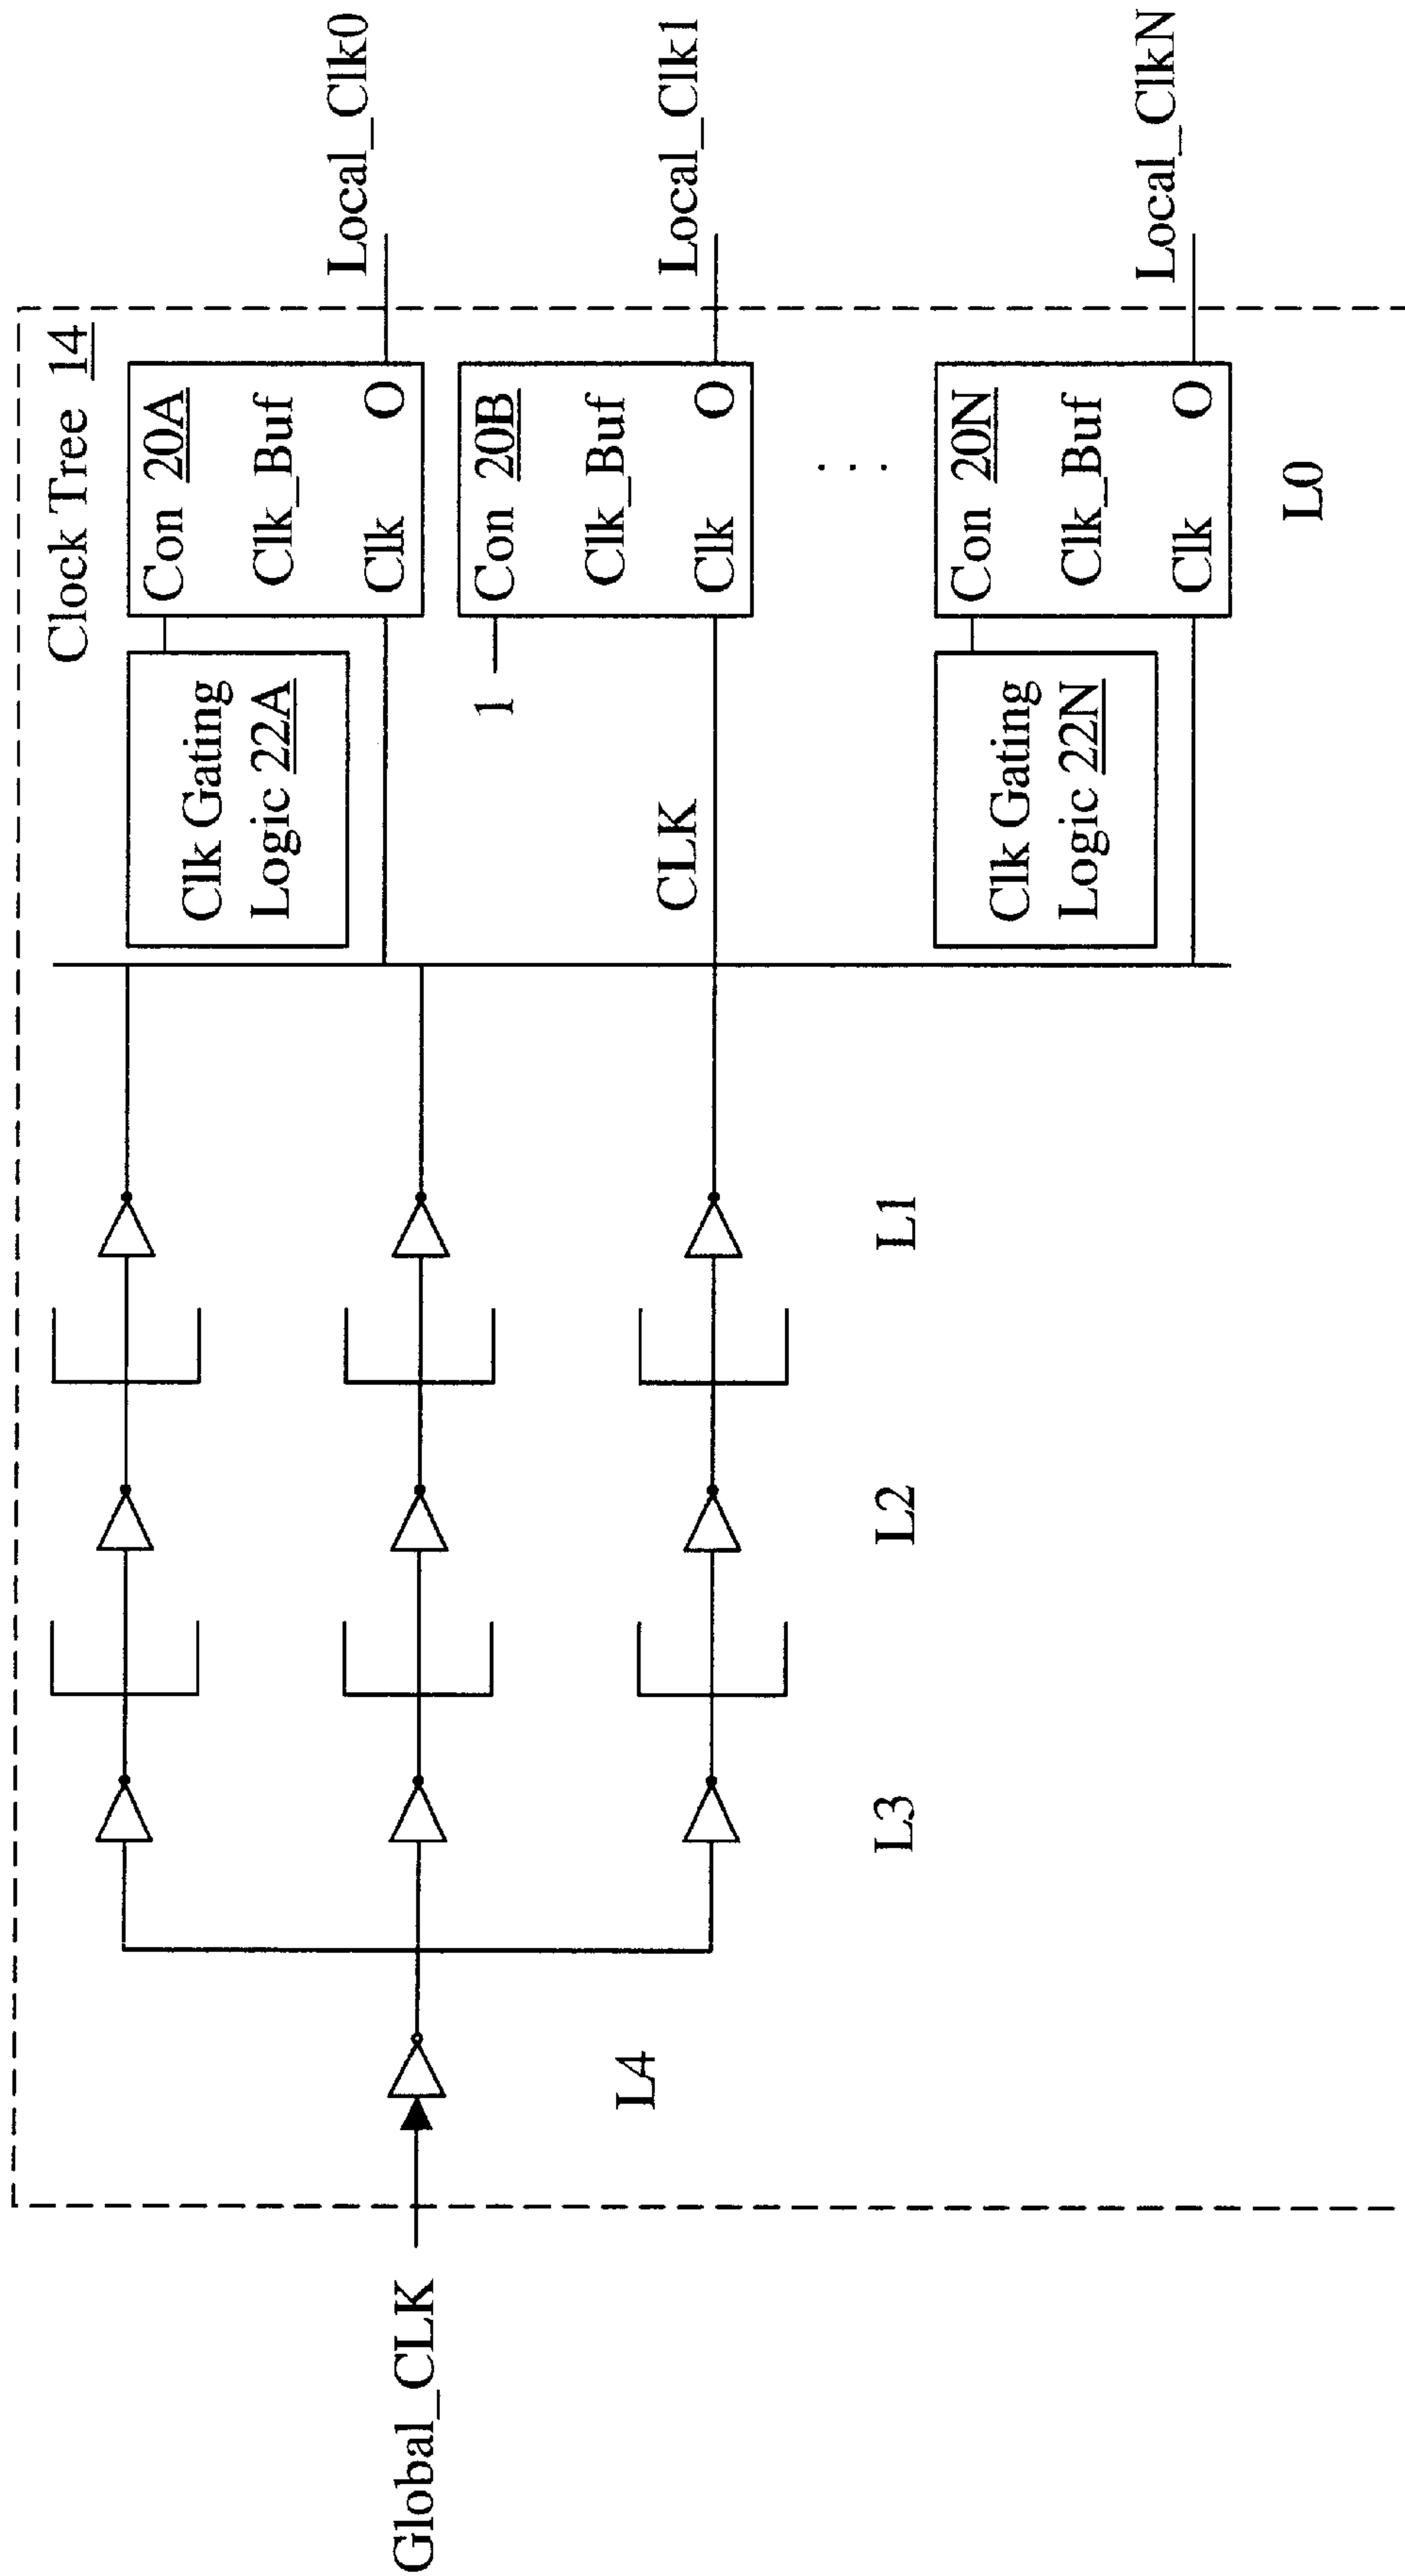 Clock Tree 14
Global_CLK
L4
L3
L2
L1
CLK
Clk Gating
Logic 22A
Con 20A
Clk_Buf
Clk O
Local_Clk0
1
Con 20B
Clk_Buf
Clk O
Local_Clk1
. . .
Clk Gating
Logic 22N
Con 20N
Clk_Buf
Clk O
Local_ClkN
L0